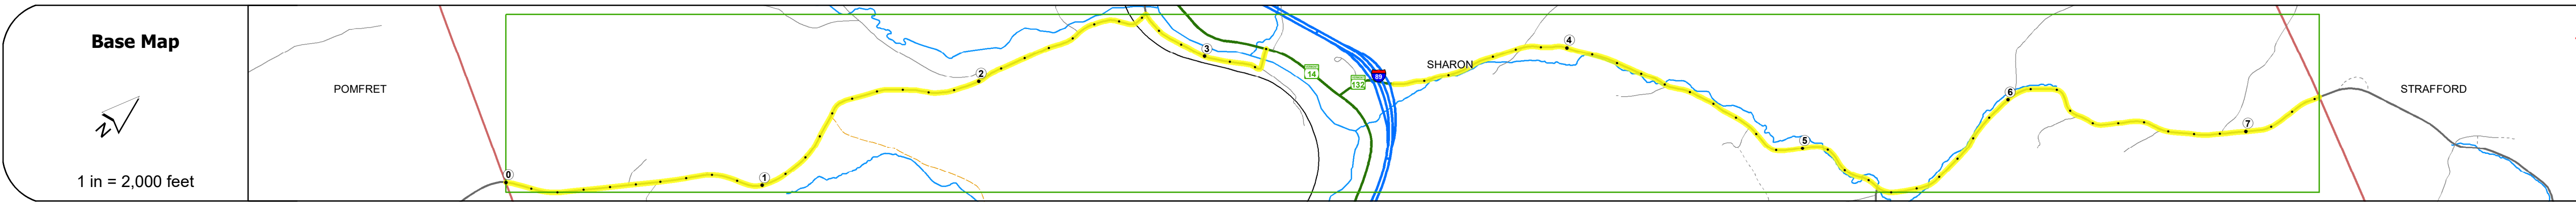 Base Map
N
1 in = 2,000 feet
POMFRET
0
1
2
3
14
132
89
SHARON
4
5
6
7
STRAFFORD